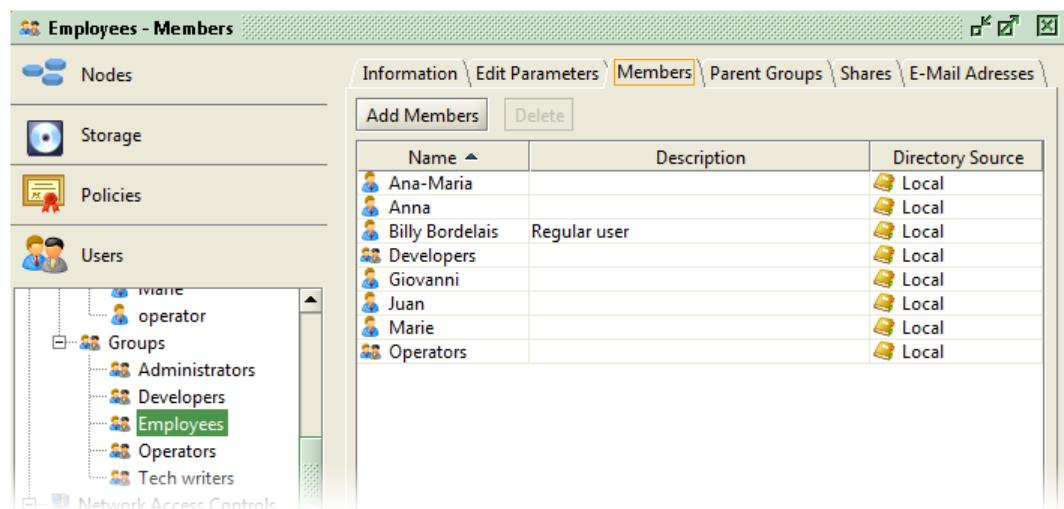 Employees - Members
Nodes
Storage
Policies
Users
Marie
operator
Groups
Administrators
Developers
Employees
Operators
Tech writers
Network Access Controls
Information Edit Parameters Members Parent Groups Shares E-Mail Adresses
Add Members Delete
Name Description Directory Source
Ana-Maria Local
Anna Local
Billy Bordelais Regular user Local
Developers Local
Giovanni Local
Juan Local
Marie Local
Operators Local